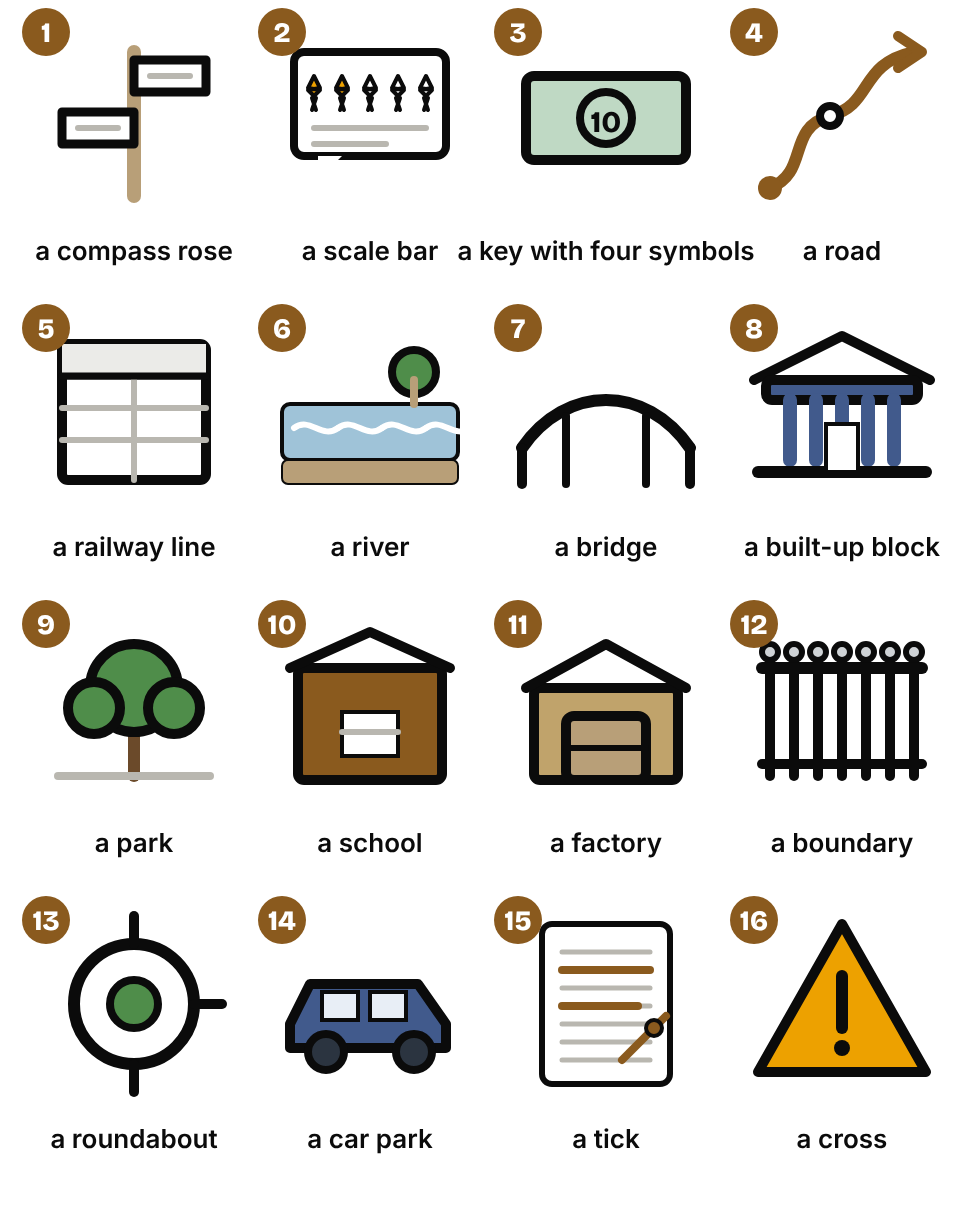 1
2
3
4
10
a compass rose
a scale bar
a key with four symbols
a road
5
6
7
8
a railway line
a river
a bridge
a built-up block
9
10
11
12
a park
a school
a factory
a boundary
13
14
15
16
a roundabout
a car park
a tick
a cross